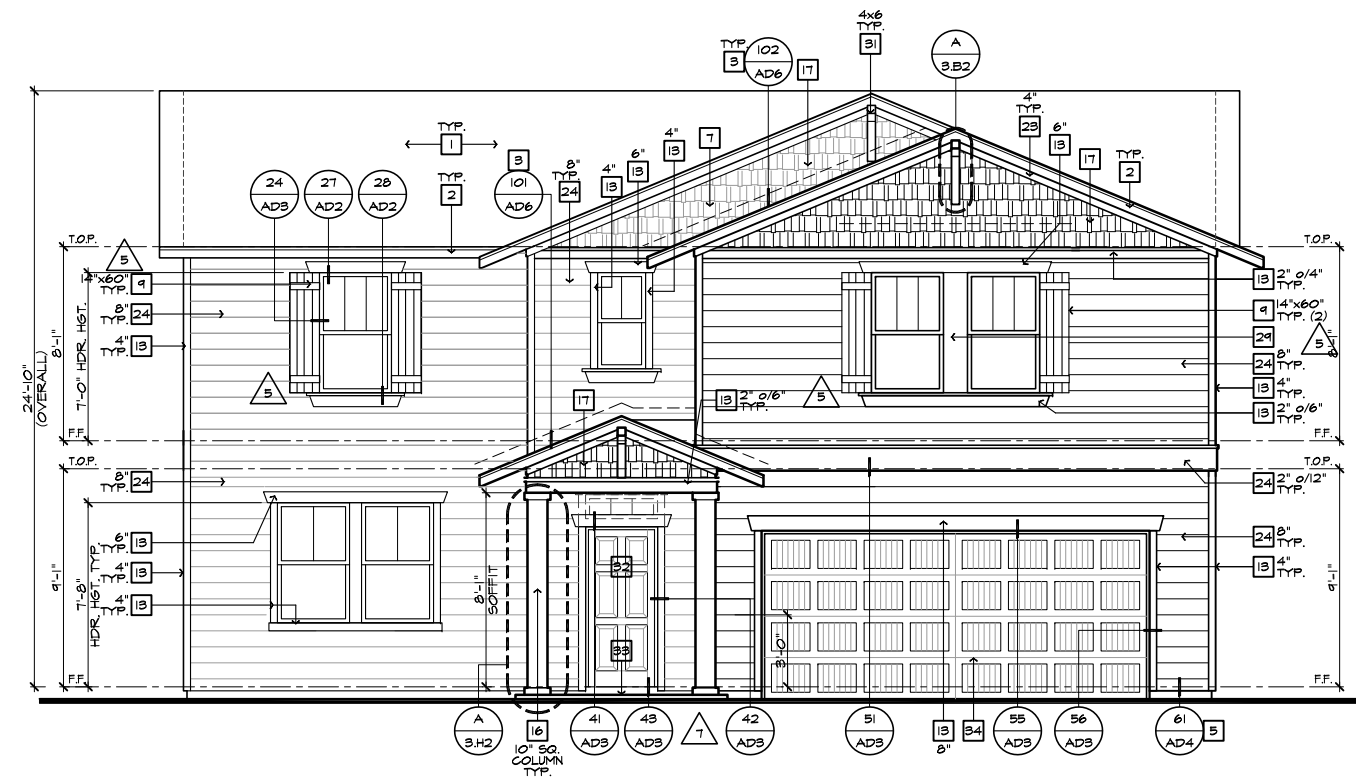 4x6
TYP.
31
A
3.B2
TYP.
3
102
AD6
17
4"
TYP.
23
6"
13
17
TYP.
2
TYP.
1
3
101
AD6
8"
TYP.
24
4"
13
6"
13
4"
13
7
24
AD3
27
AD2
28
AD2
TYP.
2
T.O.P.
T.O.P.
5
14"x60"
TYP.
9
8"
24
TYP.
4"
13
TYP.
24'-10"
(OVERALL)
8'-1"
7'-0" HDR. HGT.
5
F.F.
T.O.P.
13 2" o/4"
TYP.
9 14"x60"
TYP. (2)
29
5
8'-1"
24 8"
TYP.
13 4"
TYP.
13 2" o/6"
F.F.
T.O.P.
17
13 2" o/6"
TYP.
5
8"
24
TYP.
24 2" o/12"
TYP.
6"
13
TYP.
4"
13
TYP.
4"
13
TYP.
9'-1"
7'-8"
HDR. HGT. TYP.
8'-1"
SOFFIT
32
33
3'-0"
24 8"
TYP.
13 4"
TYP.
9'-1"
F.F.
F.F.
A
3.H2
16
10" SQ.
COLUMN
TYP.
41
AD3
43
AD3
7
42
AD3
51
AD3
13
8"
34
55
AD3
56
AD3
61
AD4
5